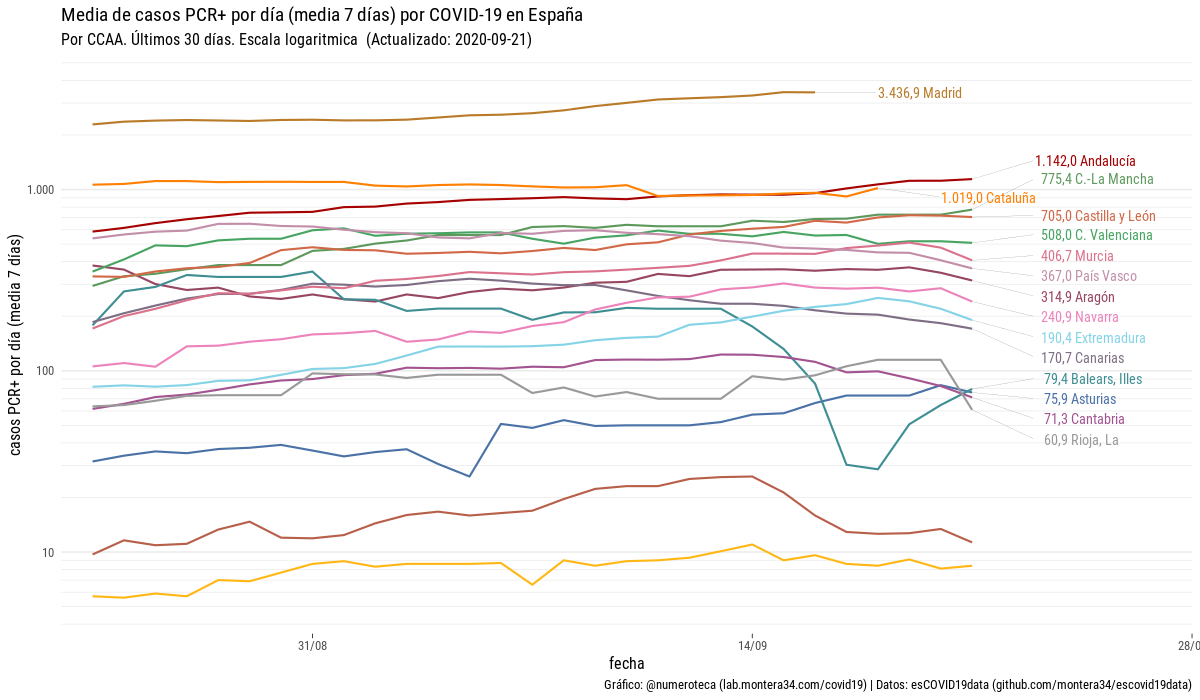 Media de casos PCR+ por día (media 7 días) por COVID-19 en España
Por CCAA. Últimos 30 días. Escala logaritmica (Actualizado: 2020-09-21)
casos PCR+ por día (media 7 días)
1.000
100
10
3.436,9 Madrid
1.142,0 Andalucía
775,4 C.-La Mancha
1.019,0 Cataluña
705,0 Castilla y León
508,0 C. Valenciana
406,7 Murcia
367,0 País Vasco
314,9 Aragón
240,9 Navarra
190,4 Extremadura
170,7 Canarias
79,4 Balears, Illes
75,9 Asturias
71,3 Cantabria
60,9 Rioja, La
31/08
14/09
28/0
fecha
Gráfico: @numeroteca (lab.montera34.com/covid19) | Datos: esCOVID19data (github.com/montera34/escovid19data)